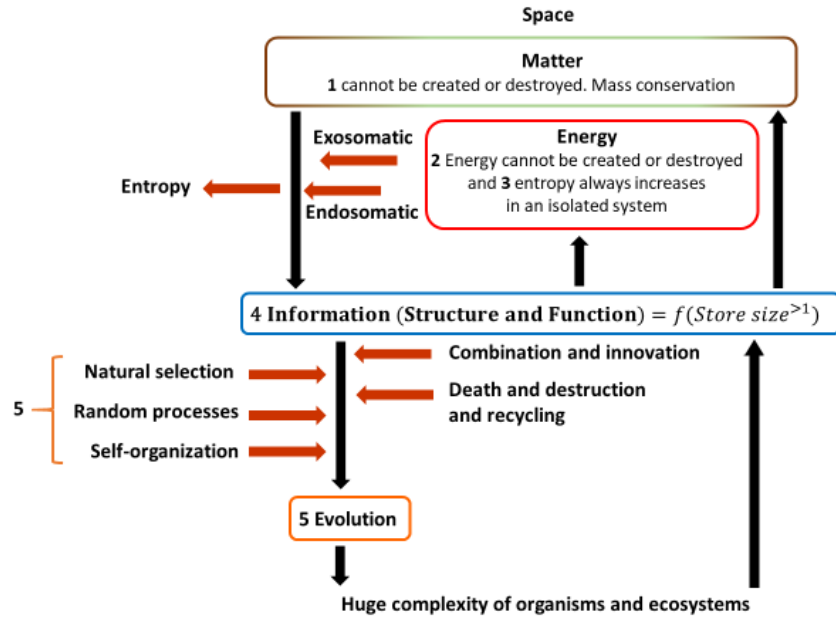 Space
Matter
1 cannot be created or destroyed. Mass conservation
Exosomatic
Energy
2 Energy cannot be created or destroyed
and 3 entropy always increases
in an isolated system
Entropy
Endosomatic
4 Information (Structure and Function) = f(Store size^{>1})
Combination and innovation
Natural selection
Death and destruction
and recycling
5
Random processes
Self-organization
5 Evolution
Huge complexity of organisms and ecosystems